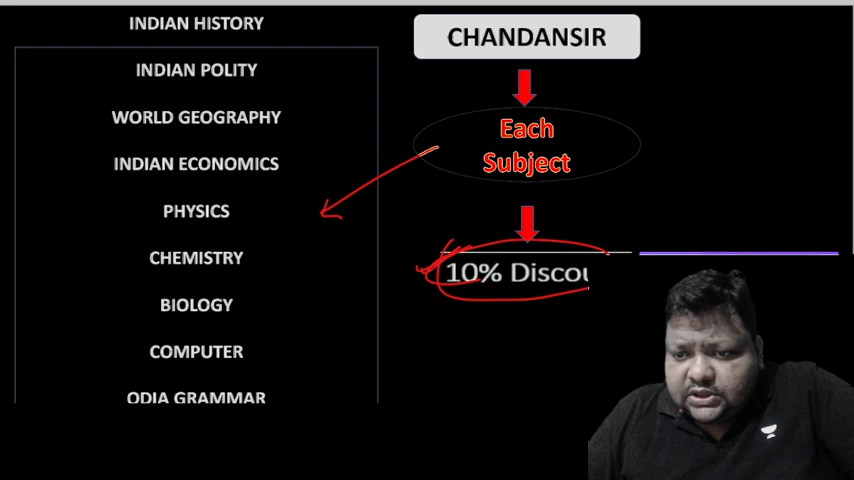 INDIAN HISTORY
INDIAN POLITY
WORLD GEOGRAPHY
INDIAN ECONOMICS
PHYSICS
CHEMISTRY
BIOLOGY
COMPUTER
ODIA GRAMMAR
CHANDANSIR
Each
Subject
10% Discou